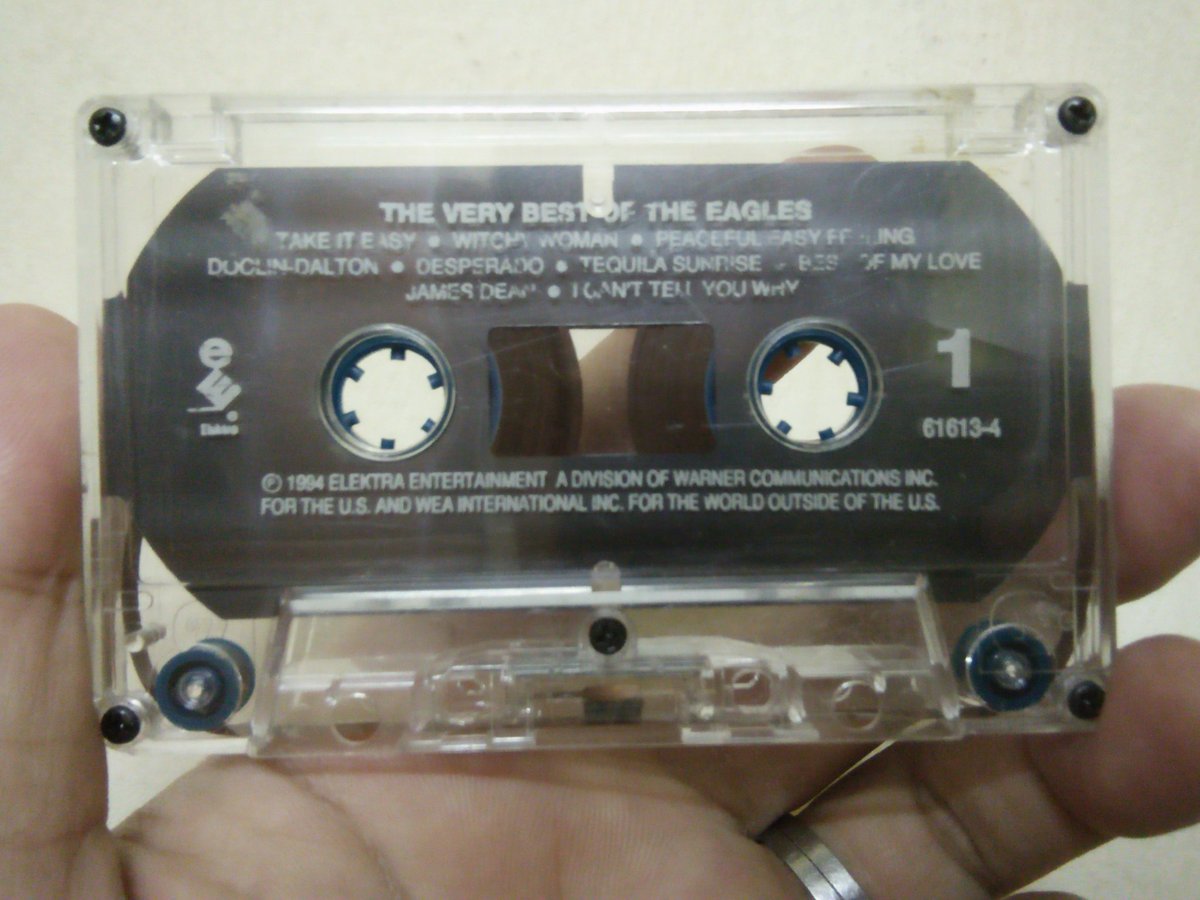 THE VERY BEST OF THE EAGLES
TAKE IT EASY • WITCHY WOMAN • PEACEFUL EASY FEELING
DOOLIN-DALTON • DESPERADO • TEQUILA SUNRISE • BEST OF MY LOVE
JAMES DEAN • I CAN'T TELL YOU WHY
e
Elektra
1
61613-4
℗ 1994 ELEKTRA ENTERTAINMENT A DIVISION OF WARNER COMMUNICATIONS INC.
FOR THE U.S. AND WEA INTERNATIONAL INC. FOR THE WORLD OUTSIDE OF THE U.S.